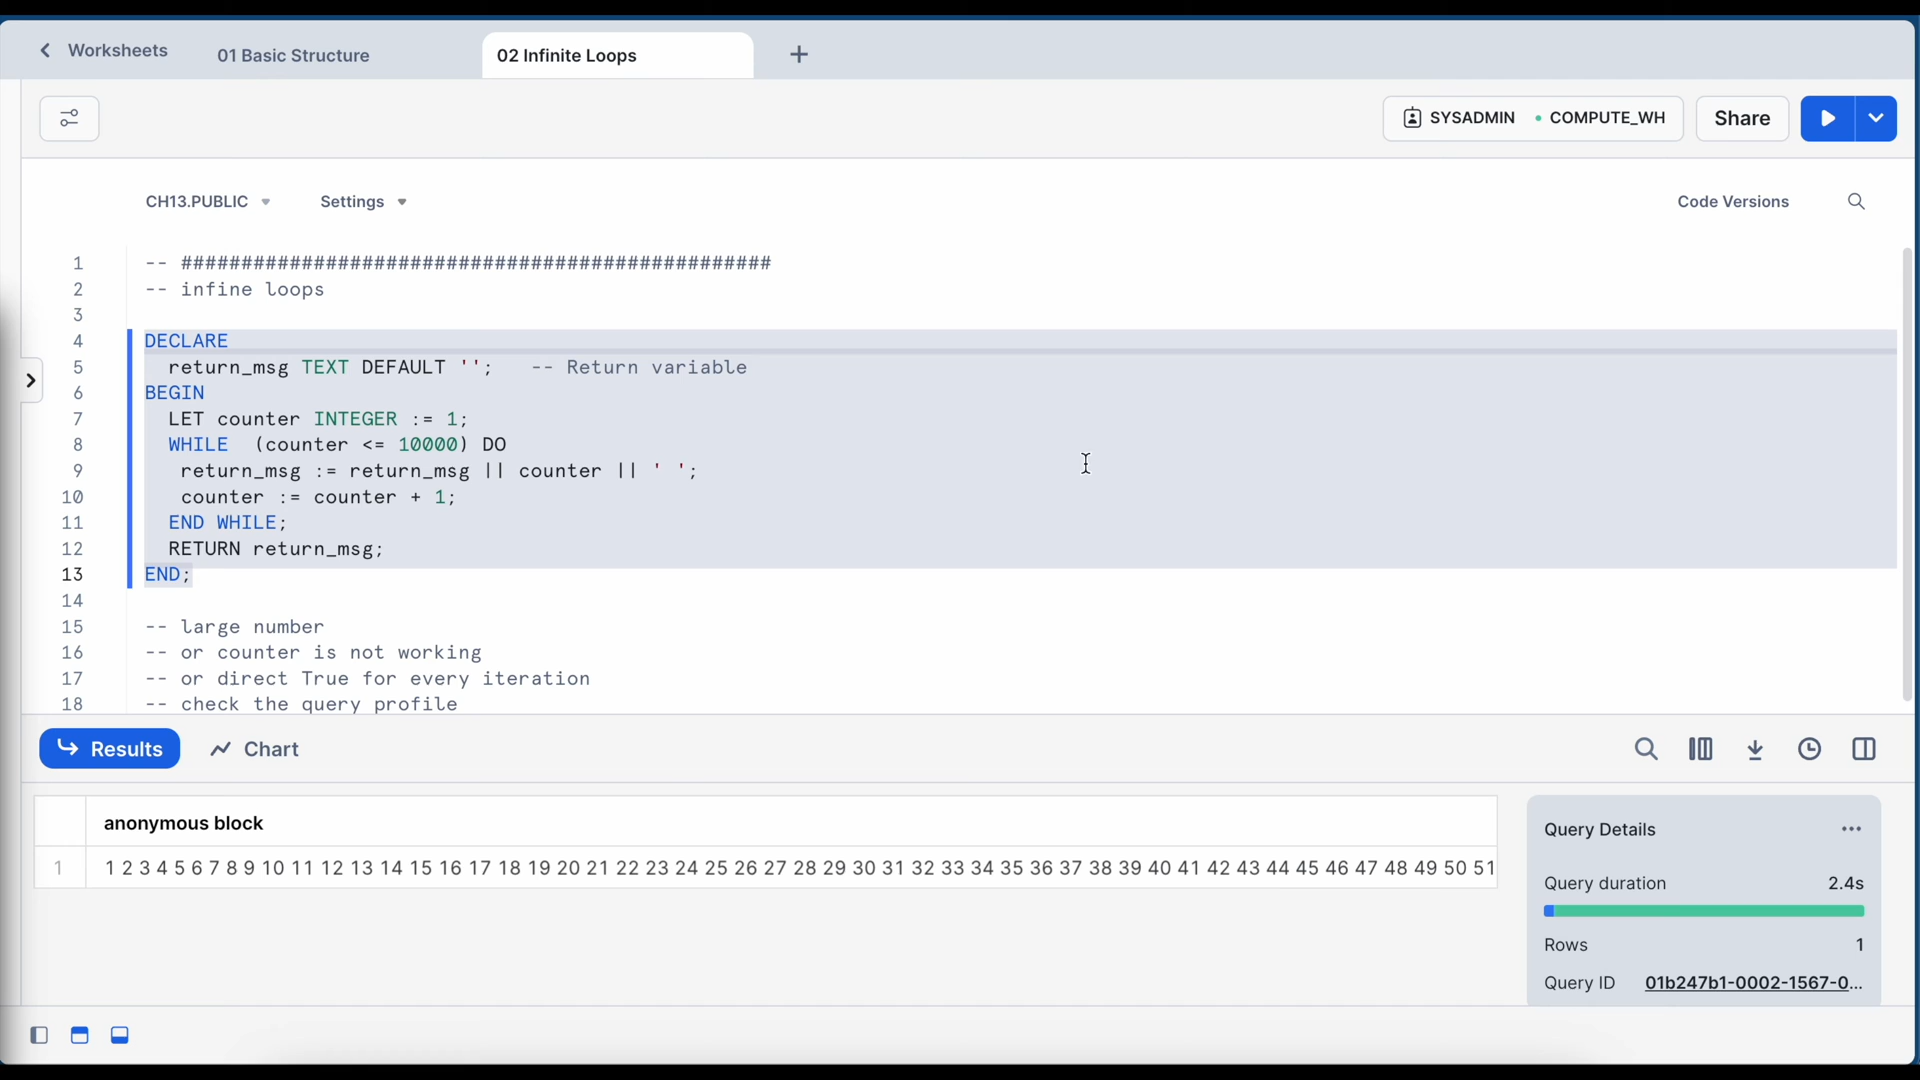 Worksheets
01 Basic Structure
02 Infinite Loops
SYSADMIN
COMPUTE_WH
Share
CH13.PUBLIC
Settings
Code Versions
1 -- #################################################
2 -- infine loops
3
4 DECLARE
5 return_msg TEXT DEFAULT ''; -- Return variable
6 BEGIN
7 LET counter INTEGER := 1;
8 WHILE (counter <= 10000) DO
9 return_msg := return_msg || counter || ' ';
10 counter := counter + 1;
11 END WHILE;
12 RETURN return_msg;
13 END;
14
15 -- large number
16 -- or counter is not working
17 -- or direct True for every iteration
18 -- check the query profile
Results
Chart
anonymous block
1 1 2 3 4 5 6 7 8 9 10 11 12 13 14 15 16 17 18 19 20 21 22 23 24 25 26 27 28 29 30 31 32 33 34 35 36 37 38 39 40 41 42 43 44 45 46 47 48 49 50 51
Query Details
Query duration 2.4s
Rows 1
Query ID 01b247b1-0002-1567-0...